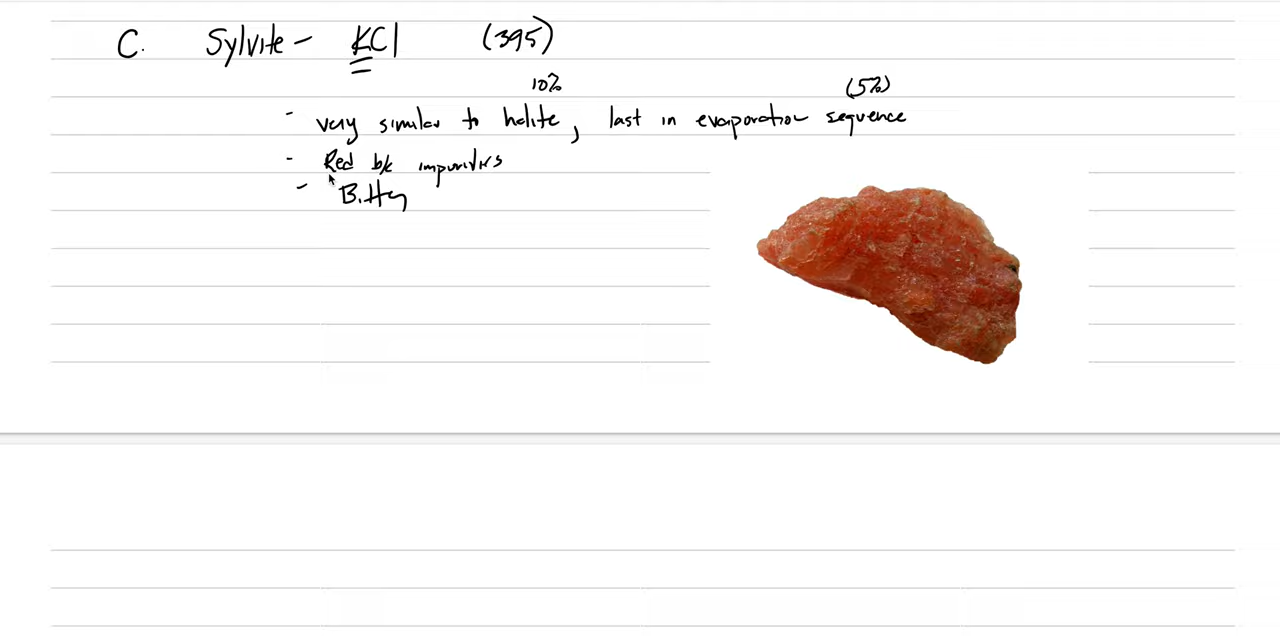 C. Sylvite - KCl (395)
10% (5%)
- very similar to halite, last in evaporation sequence
- Red b/c impurities
- Bitter